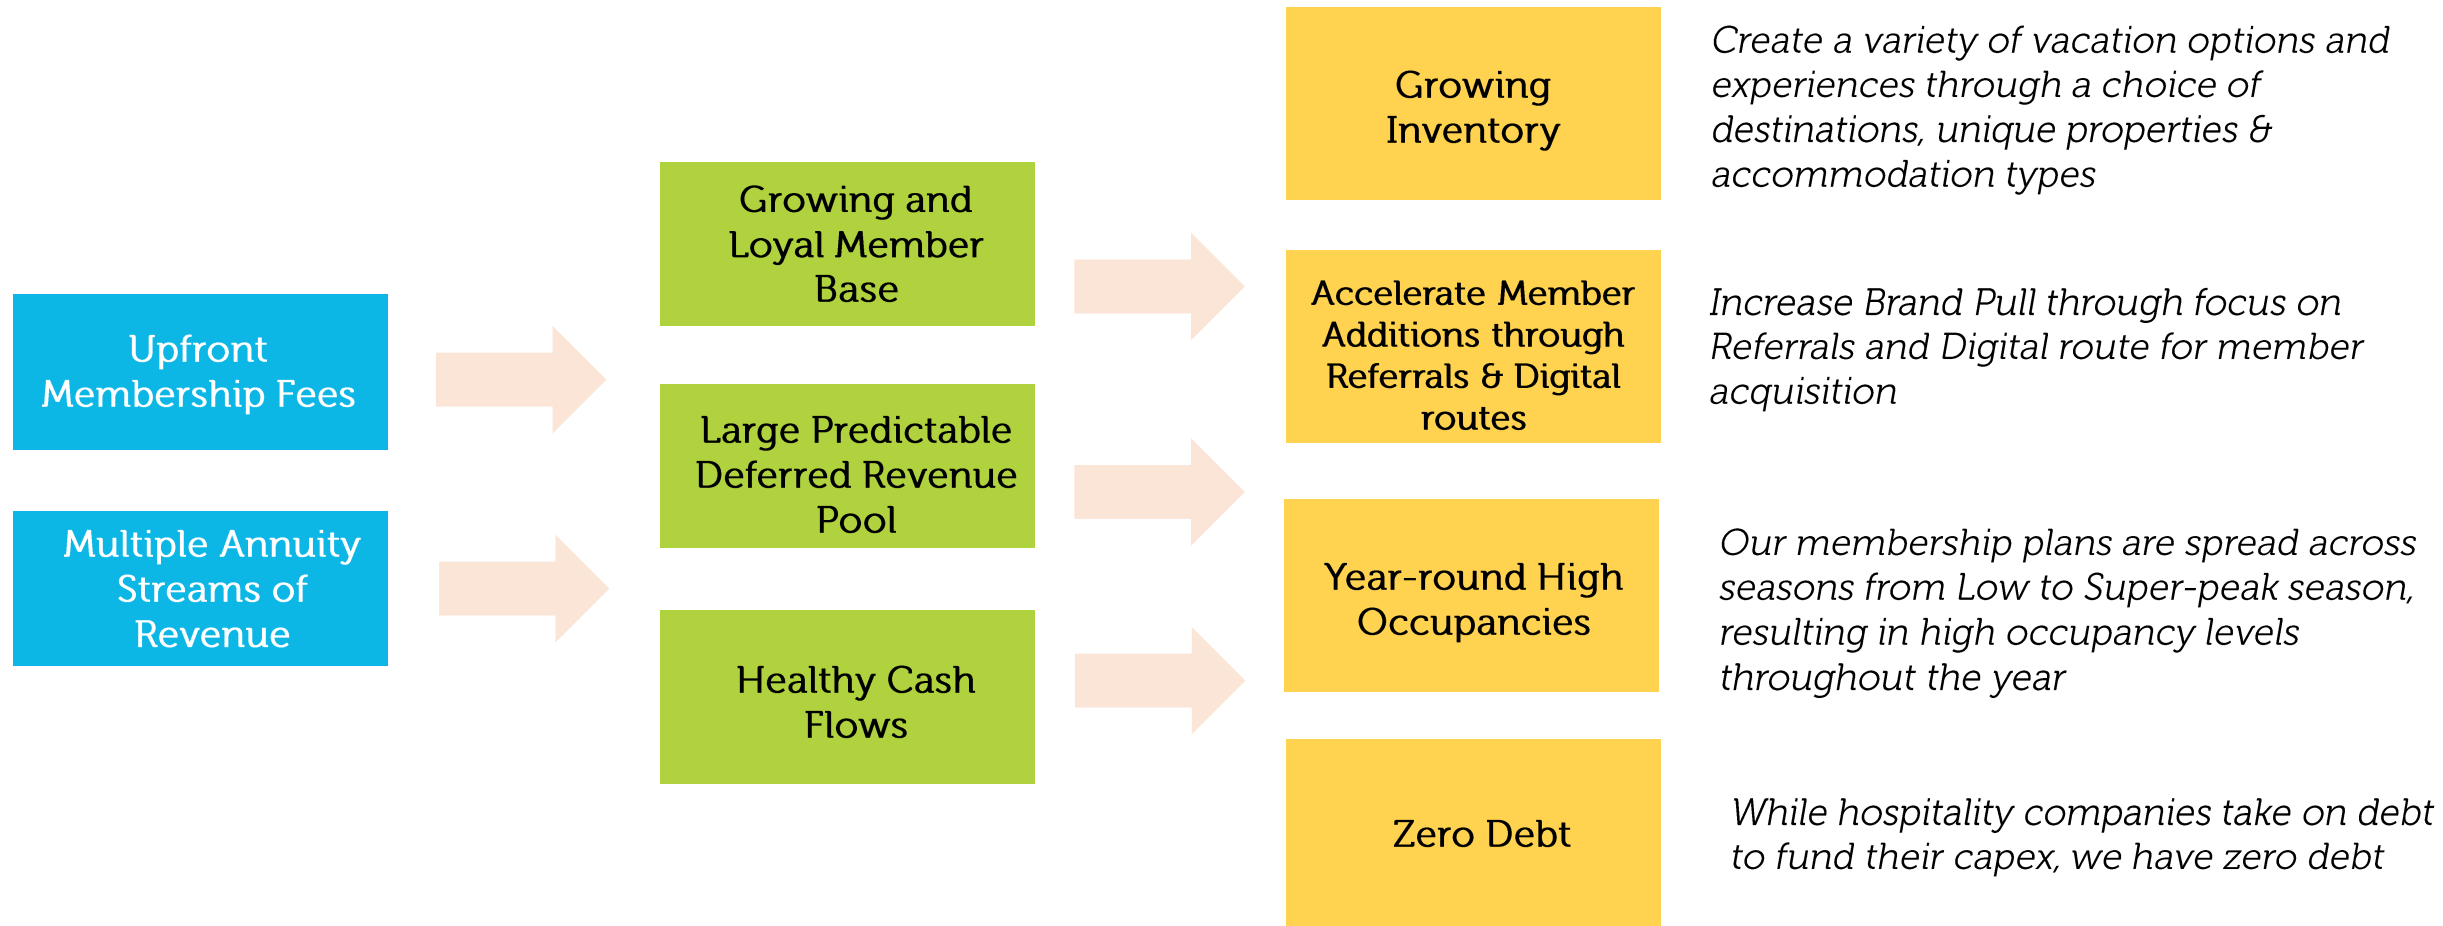 Upfront
Membership Fees
Multiple Annuity
Streams of
Revenue
Growing and
Loyal Member
Base
Large Predictable
Deferred Revenue
Pool
Healthy Cash
Flows
Growing
Inventory
Create a variety of vacation options and
experiences through a choice of
destinations, unique properties &
accommodation types
Accelerate Member
Additions through
Referrals & Digital
routes
Increase Brand Pull through focus on
Referrals and Digital route for member
acquisition
Year-round High
Occupancies
Our membership plans are spread across
seasons from Low to Super-peak season,
resulting in high occupancy levels
throughout the year
Zero Debt
While hospitality companies take on debt
to fund their capex, we have zero debt